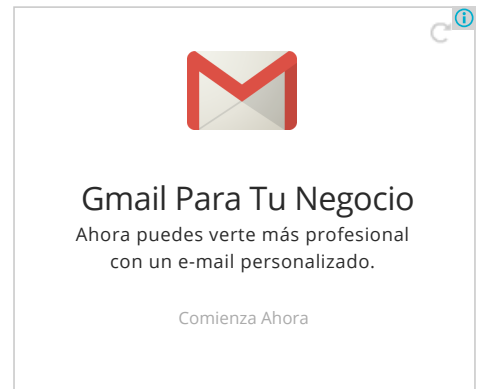 Gmail Para Tu Negocio
Ahora puedes verte más profesional
con un e-mail personalizado.
Comienza Ahora